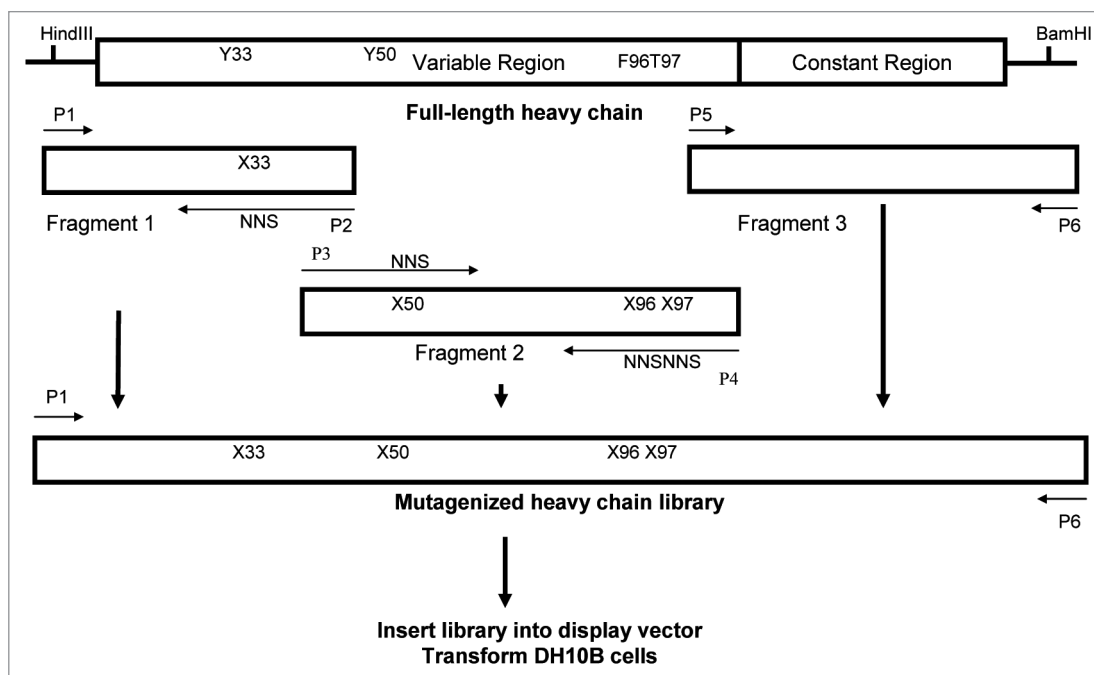 HindIII
BamHI
Y33 Y50 Variable Region F96T97 Constant Region
Full-length heavy chain
P1
P5
X33
NNS P2
Fragment 1
Fragment 3
P6
P3 NNS
X50 X96 X97
Fragment 2
NNSNNS
P4
P1
X33 X50 X96 X97
Mutagenized heavy chain library
P6
Insert library into display vector
Transform DH10B cells